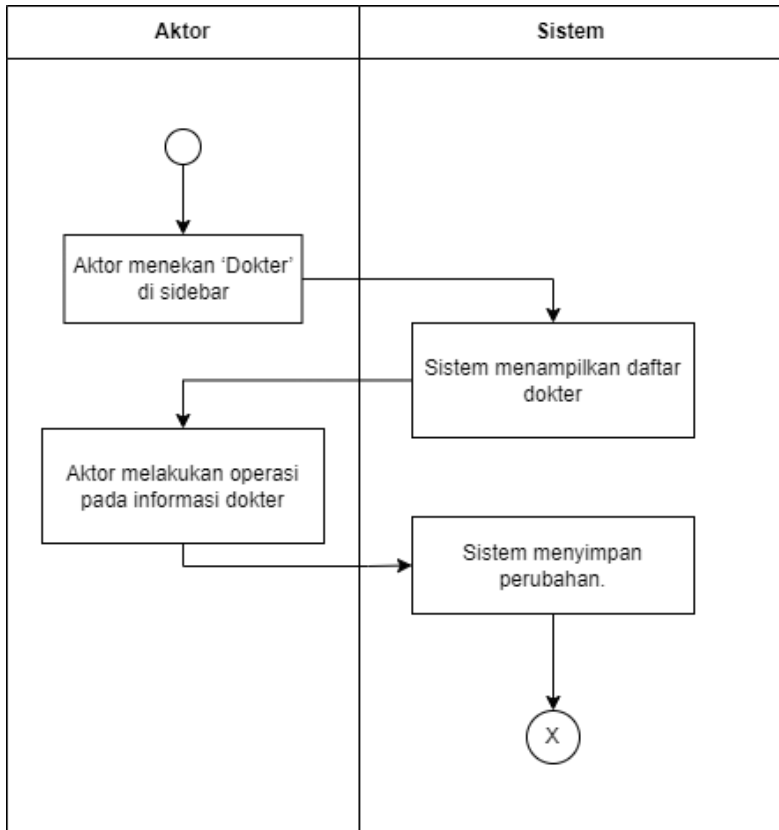 Aktor
Sistem
Aktor menekan ‘Dokter’
di sidebar
Sistem menampilkan daftar
dokter
Aktor melakukan operasi
pada informasi dokter
Sistem menyimpan
perubahan.
X